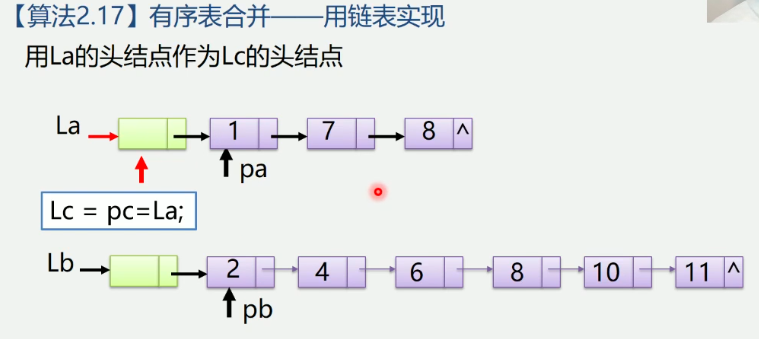 【算法2.17】有序表合并——用链表实现
用La的头结点作为Lc的头结点
La 1 7 8 ^
pa
Lc = pc=La;
Lb 2 4 6 8 10 11 ^
pb